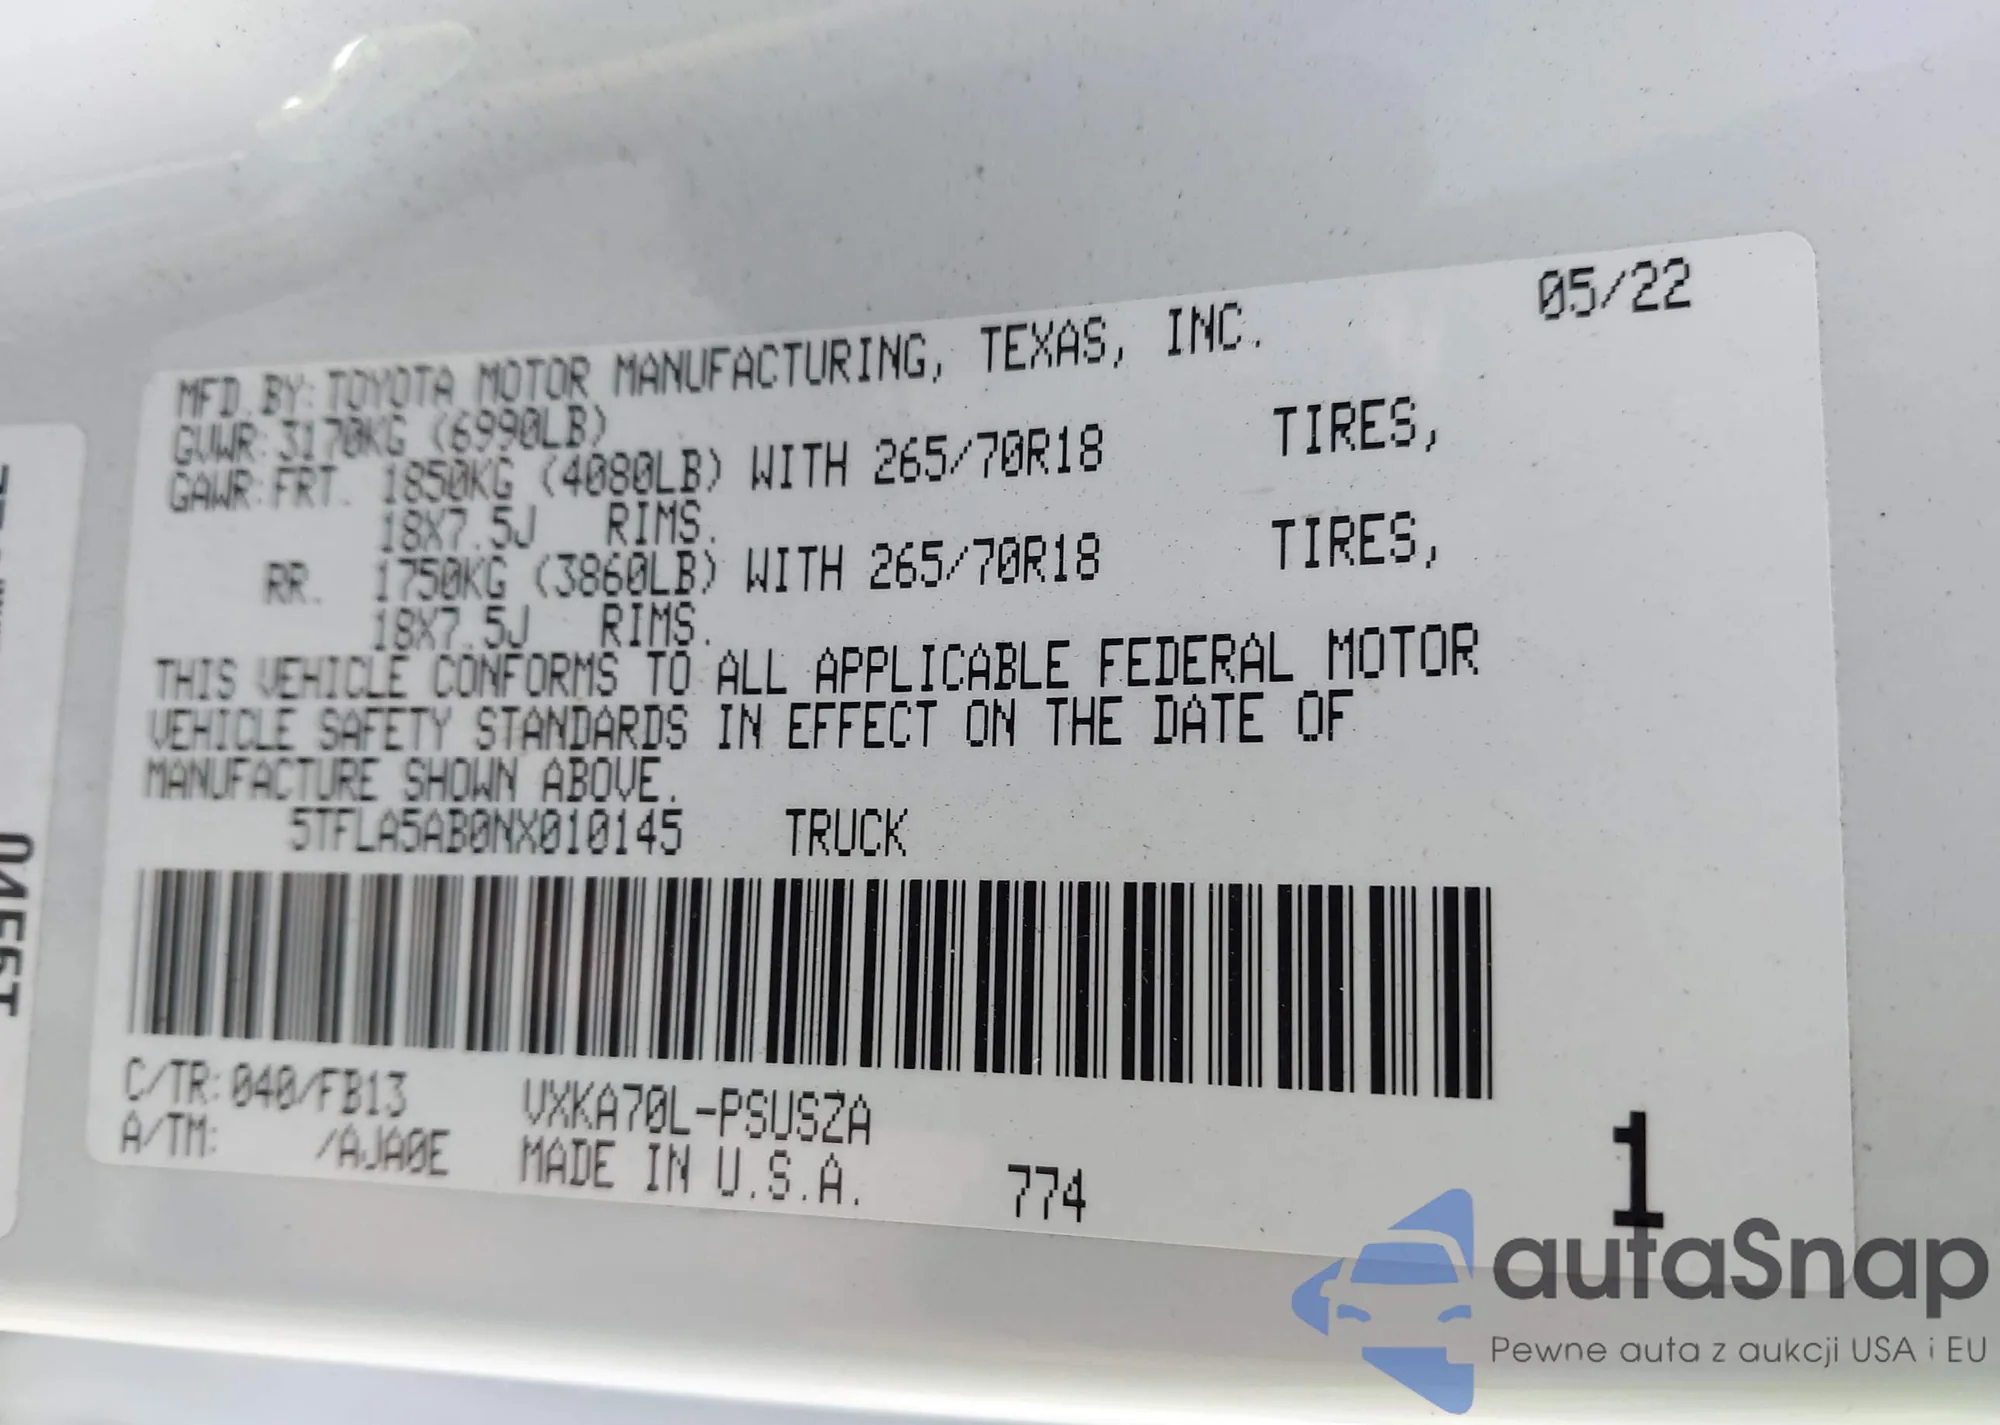 05/22
MFD.BY:TOYOTA MOTOR MANUFACTURING, TEXAS, INC.
GVWR:3170KG (6990LB)
GAWR:FRT. 1850KG (4080LB) WITH 265/70R18 TIRES,
18X7.5J RIMS.
RR. 1750KG (3860LB) WITH 265/70R18 TIRES,
18X7.5J RIMS.
THIS VEHICLE CONFORMS TO ALL APPLICABLE FEDERAL MOTOR
VEHICLE SAFETY STANDARDS IN EFFECT ON THE DATE OF
MANUFACTURE SHOWN ABOVE.
5TFLA5AB0NX010145 TRUCK
C/TR:040/FB13 VXKA70L-PSUSZA
A/TM: /AJA0E MADE IN U.S.A. 774
1
autaSnap
Pewne auta z aukcji USA i EU